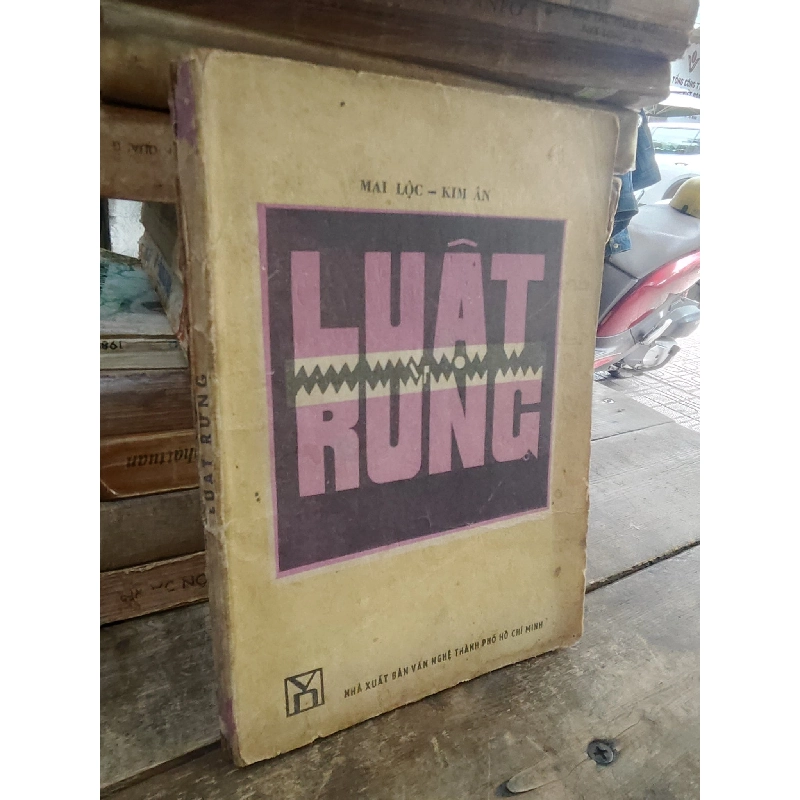 MAI LỘC - KIM ÂN
LUẬT
RỪNG
LUẬT RỪNG
NHÀ XUẤT BẢN VĂN NGHỆ THÀNH PHỐ HỒ CHÍ MINH